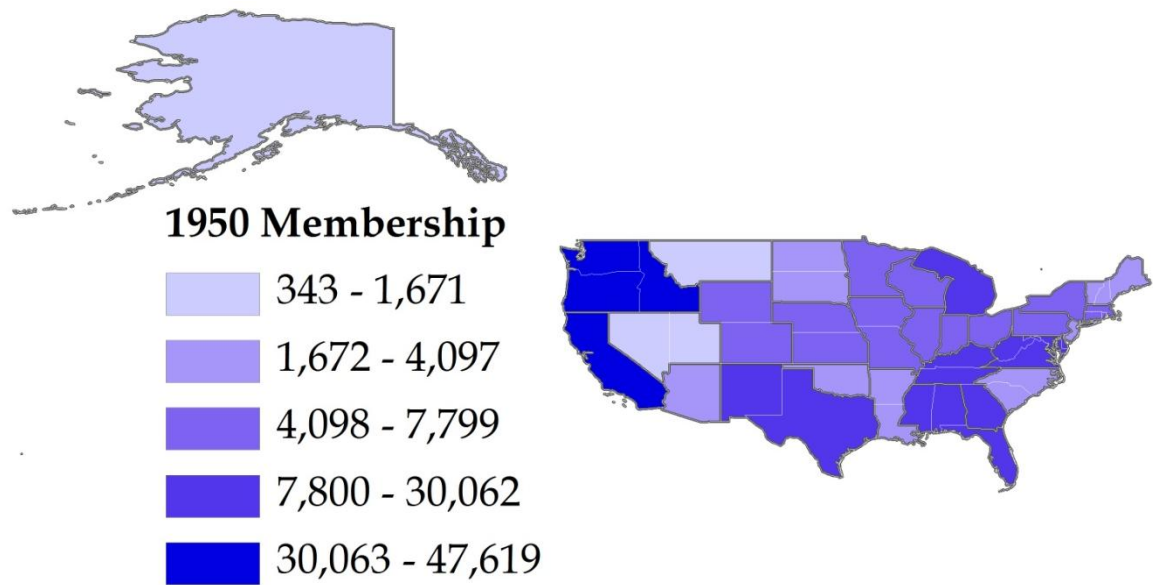 1950 Membership
343 - 1,671
1,672 - 4,097
4,098 - 7,799
7,800 - 30,062
30,063 - 47,619